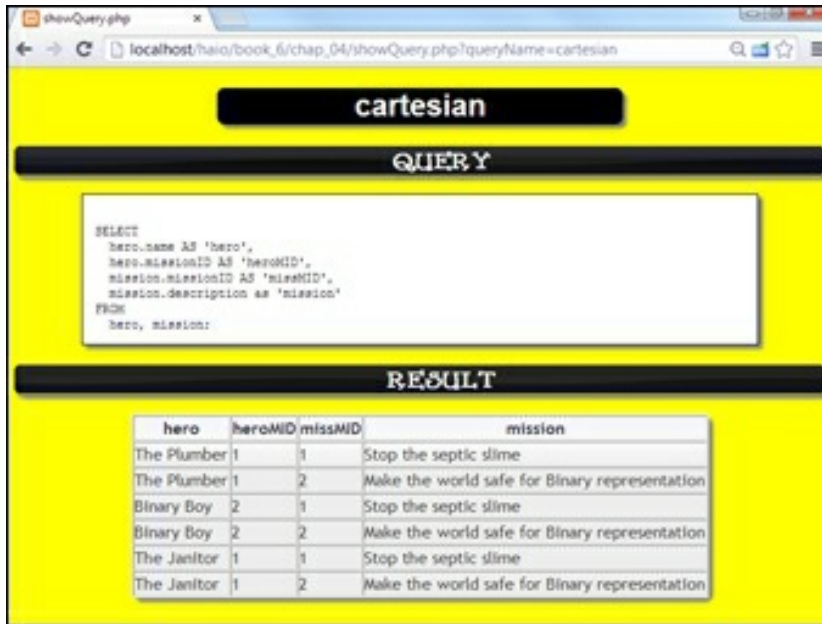 showQuery.php
localhost/haio/book_6/chap_04/showQuery.php?queryName=cartesian
cartesian
QUERY
SELECT
hero.name AS 'hero',
hero.missionID AS 'heroMID',
mission.missionID AS 'missMID',
mission.description as 'mission'
FROM
hero, mission;
RESULT
hero heroMID missMID mission
The Plumber 1 1 Stop the septic slime
The Plumber 1 2 Make the world safe for Binary representation
Binary Boy 2 1 Stop the septic slime
Binary Boy 2 2 Make the world safe for Binary representation
The Janitor 1 1 Stop the septic slime
The Janitor 1 2 Make the world safe for Binary representation